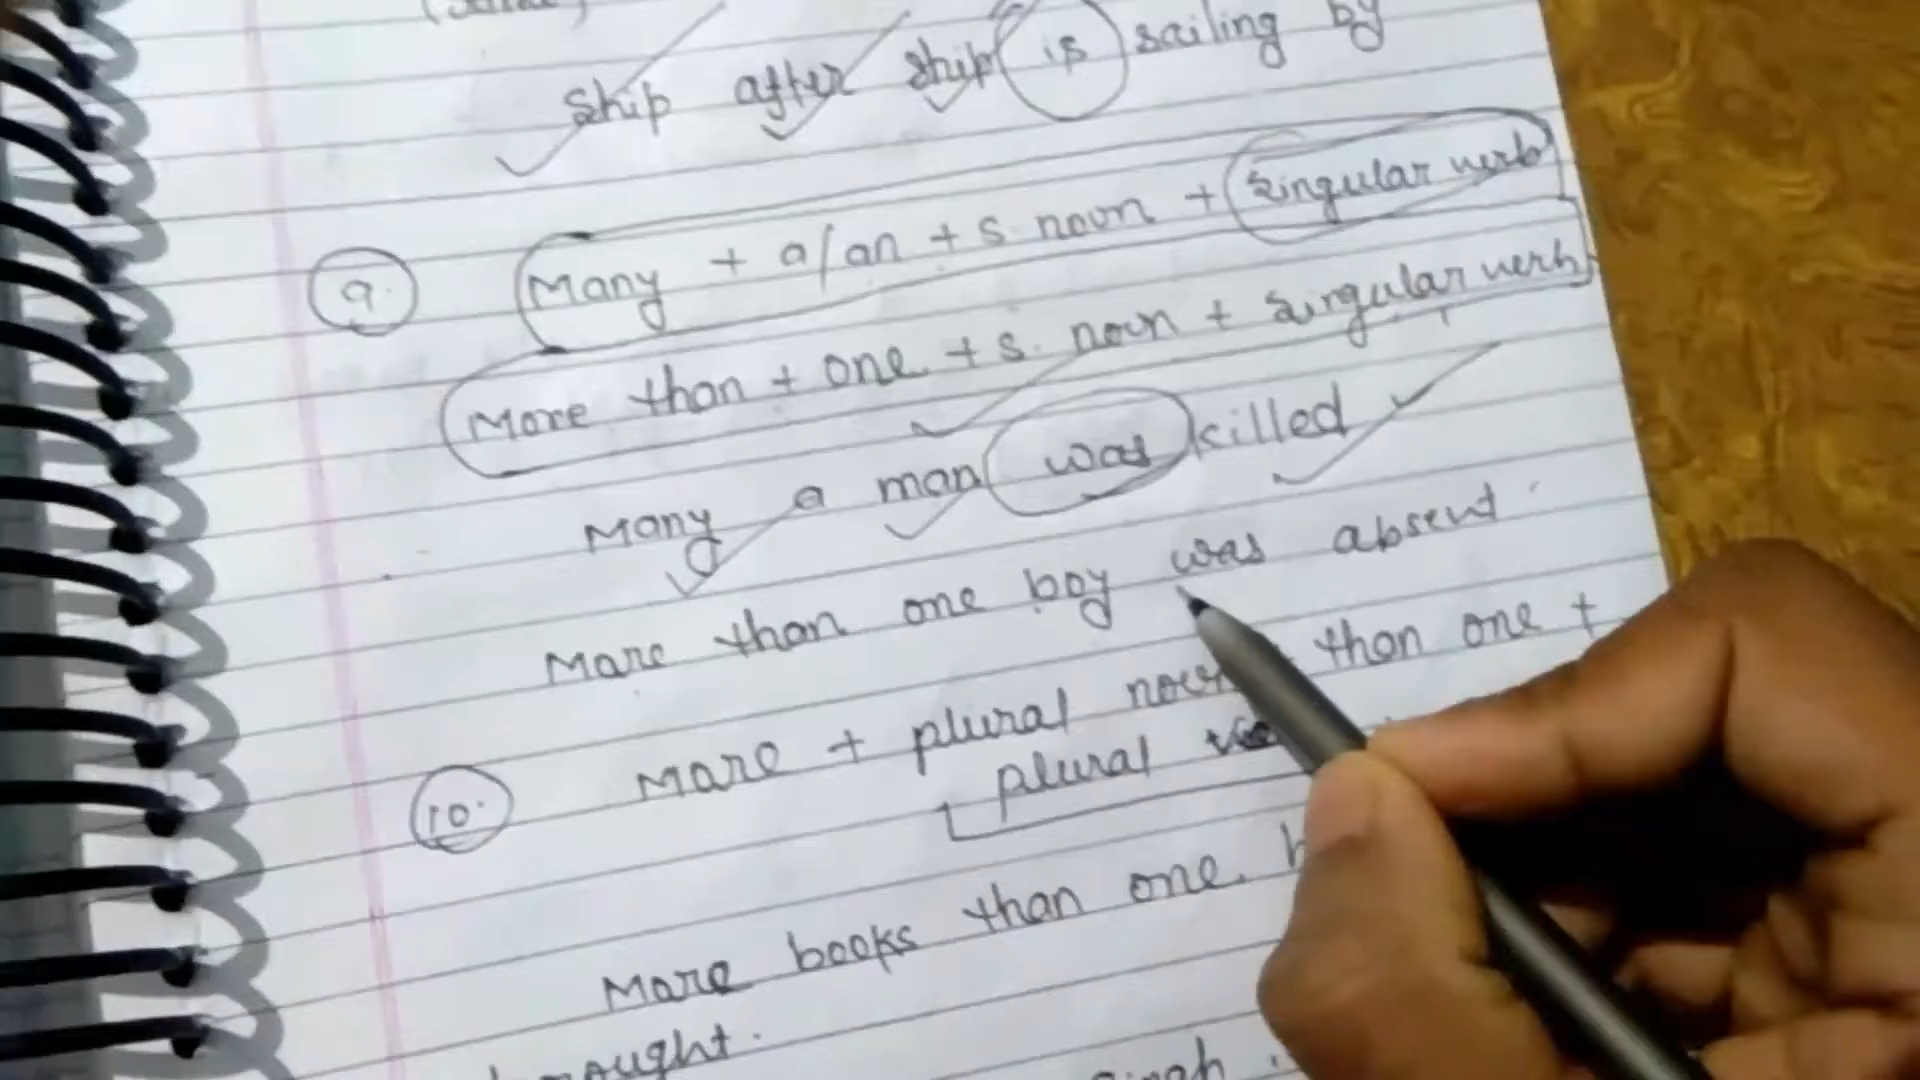 ship after ship is sailing by
9. Many + a/an + s. noun + singular verb
More than + one + s. noun + singular verb
Many a man was killed
More than one boy was absent
10. More + plural noun than one +
plural
More books than one
Singh